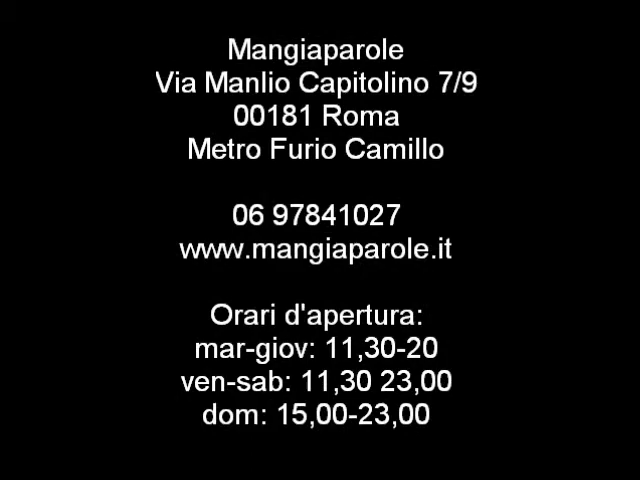 Mangiaparole
Via Manlio Capitolino 7/9
00181 Roma
Metro Furio Camillo
06 97841027
www.mangiaparole.it
Orari d'apertura:
mar-giov: 11,30-20
ven-sab: 11,30 23,00
dom: 15,00-23,00